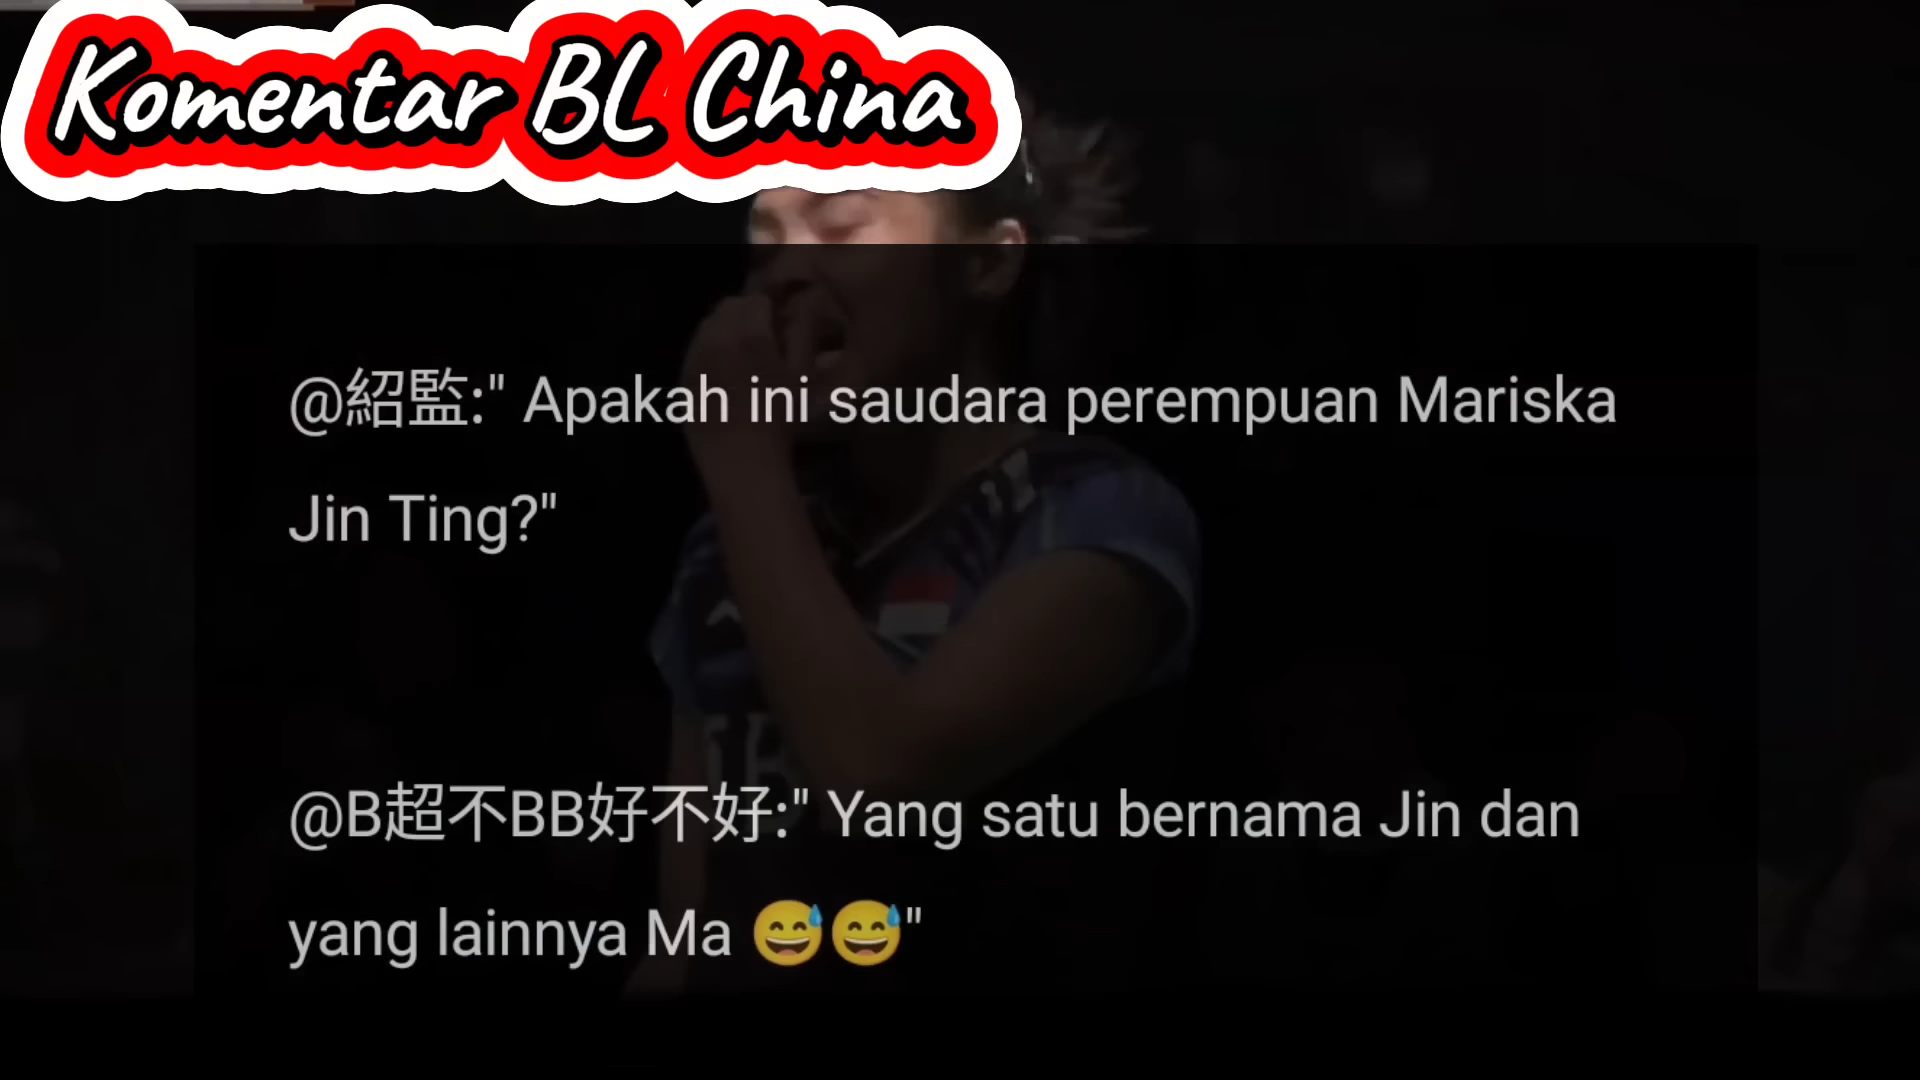 Komentar BL China
@紹監:" Apakah ini saudara perempuan Mariska
Jin Ting?"
@B超不BB好不好:" Yang satu bernama Jin dan
yang lainnya Ma 😅😅"